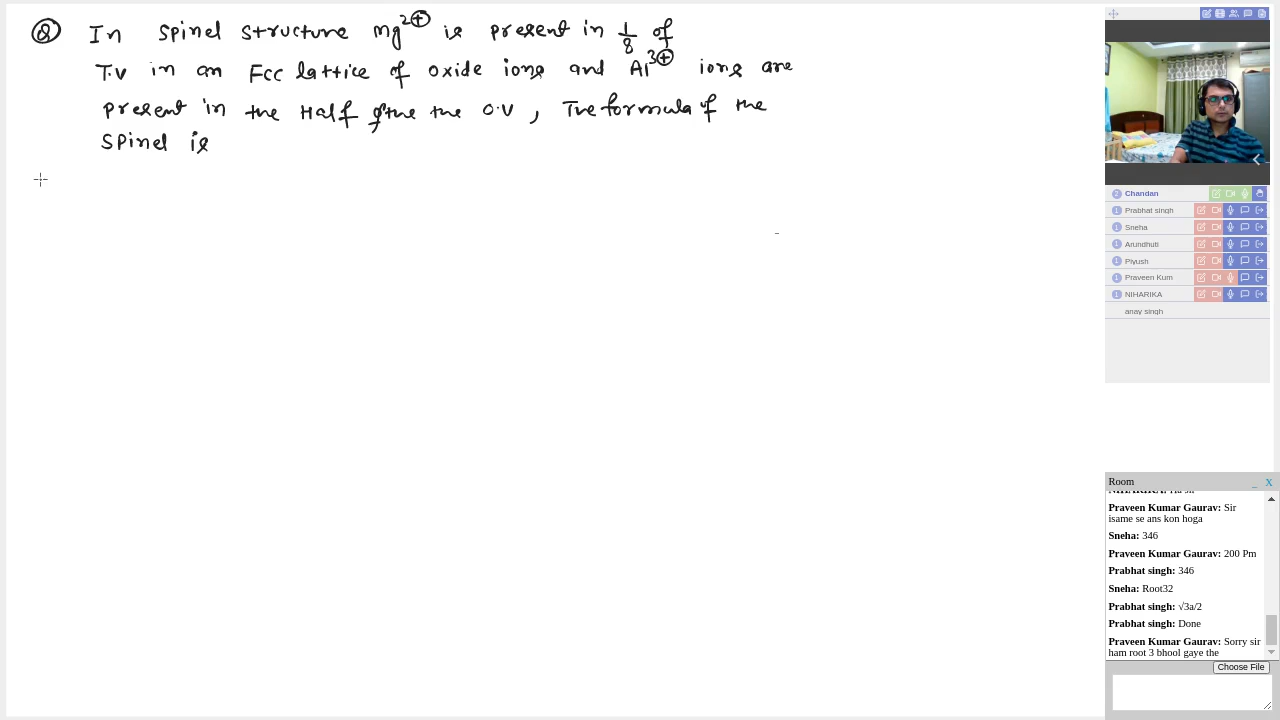 Q In Spinel Structure Mg2⊕ is present in 1/8 of
T.V in an Fcc lattice of oxide ions and Al3⊕ ions are
present in the Half of the the O.V , The formula of the
Spinel is
Chandan
Prabhat singh
Sneha
Arundhuti
Piyush
Praveen Kum
NIHARIKA
anay singh
Room _ X
Praveen Kumar Gaurav: Sir
isame se ans kon hoga
Sneha: 346
Praveen Kumar Gaurav: 200 Pm
Prabhat singh: 346
Sneha: Root32
Prabhat singh: √3a/2
Prabhat singh: Done
Praveen Kumar Gaurav: Sorry sir
ham root 3 bhool gaye the
Choose File